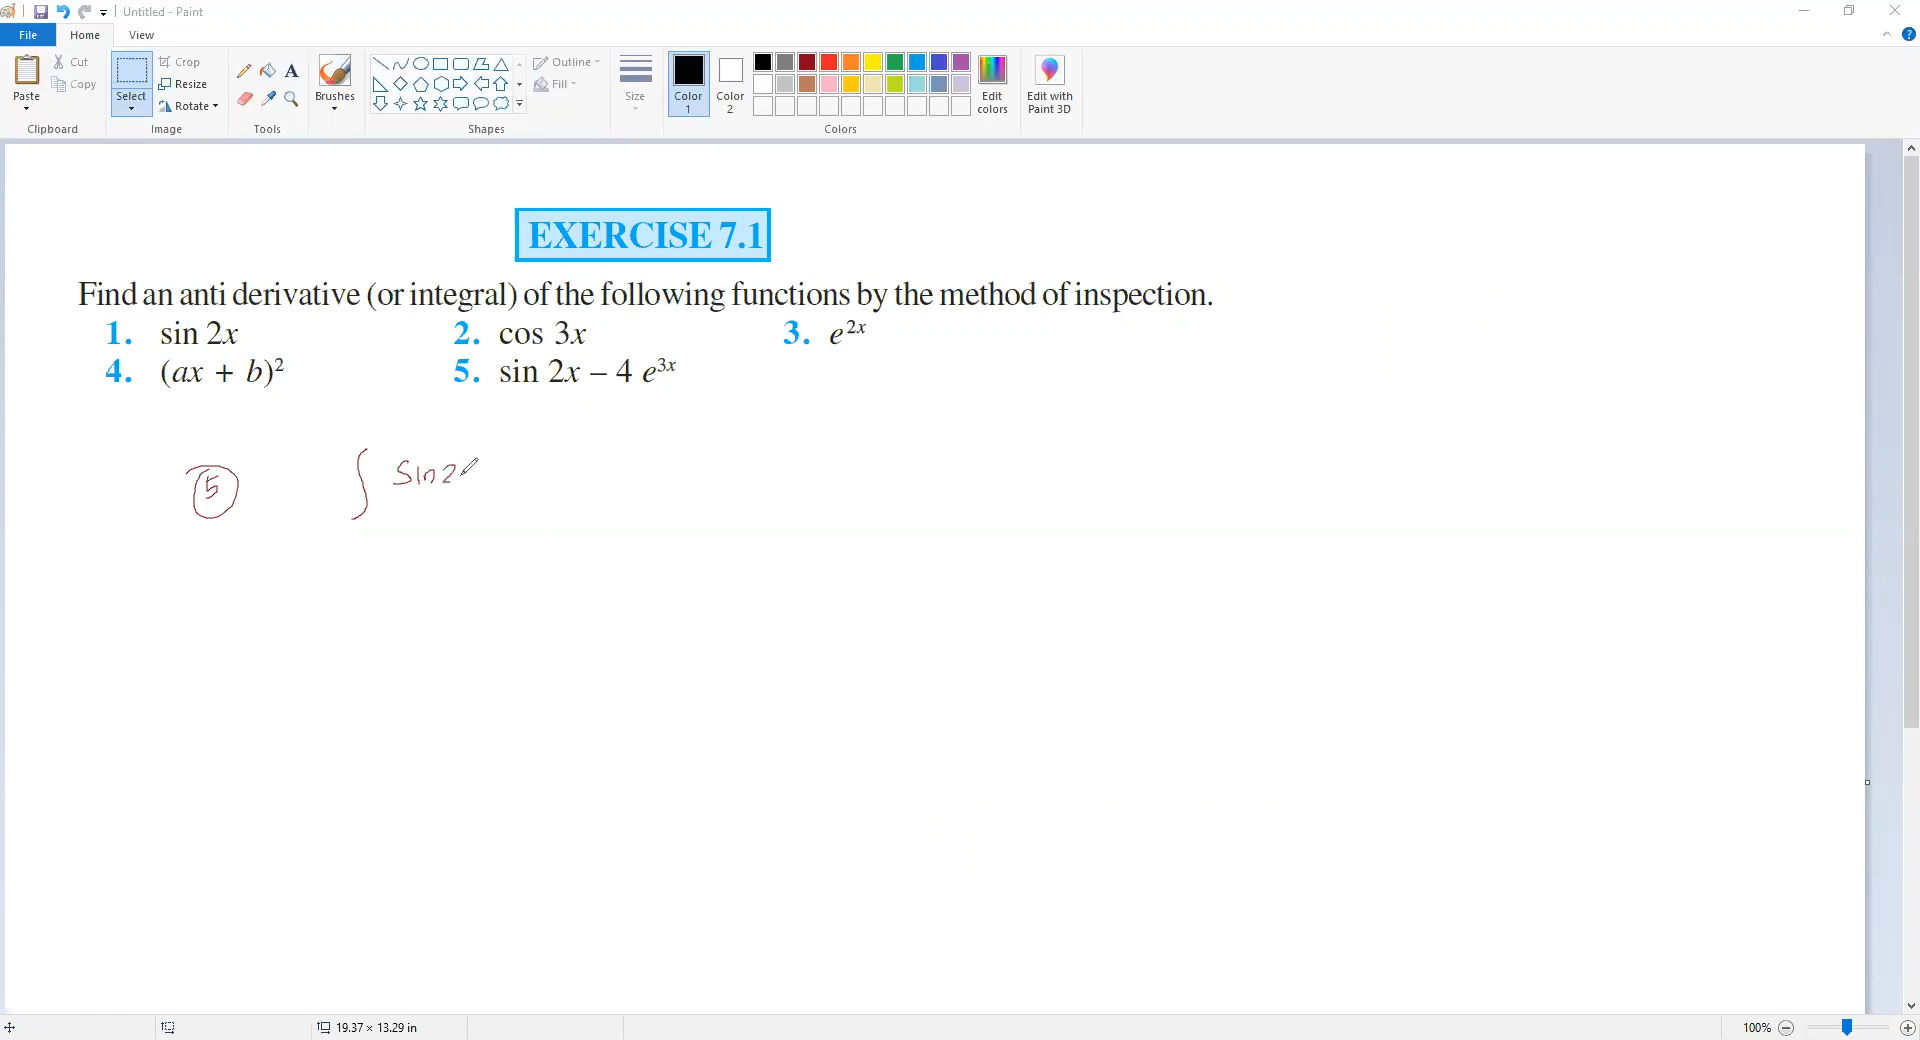 Untitled - Paint
File Home View
Paste Cut Copy Clipboard
Select Crop Resize Rotate Image
Tools
Brushes
Outline Fill Shapes
Size
Color 1 Color 2 Edit colors Colors
Edit with Paint 3D
EXERCISE 7.1
Find an anti derivative (or integral) of the following functions by the method of inspection.
1. sin 2x 2. cos 3x 3. e^{2x}
4. (ax + b)² 5. sin 2x – 4 e^{3x}
5 ∫ sin2
19.37 × 13.29 in 100%